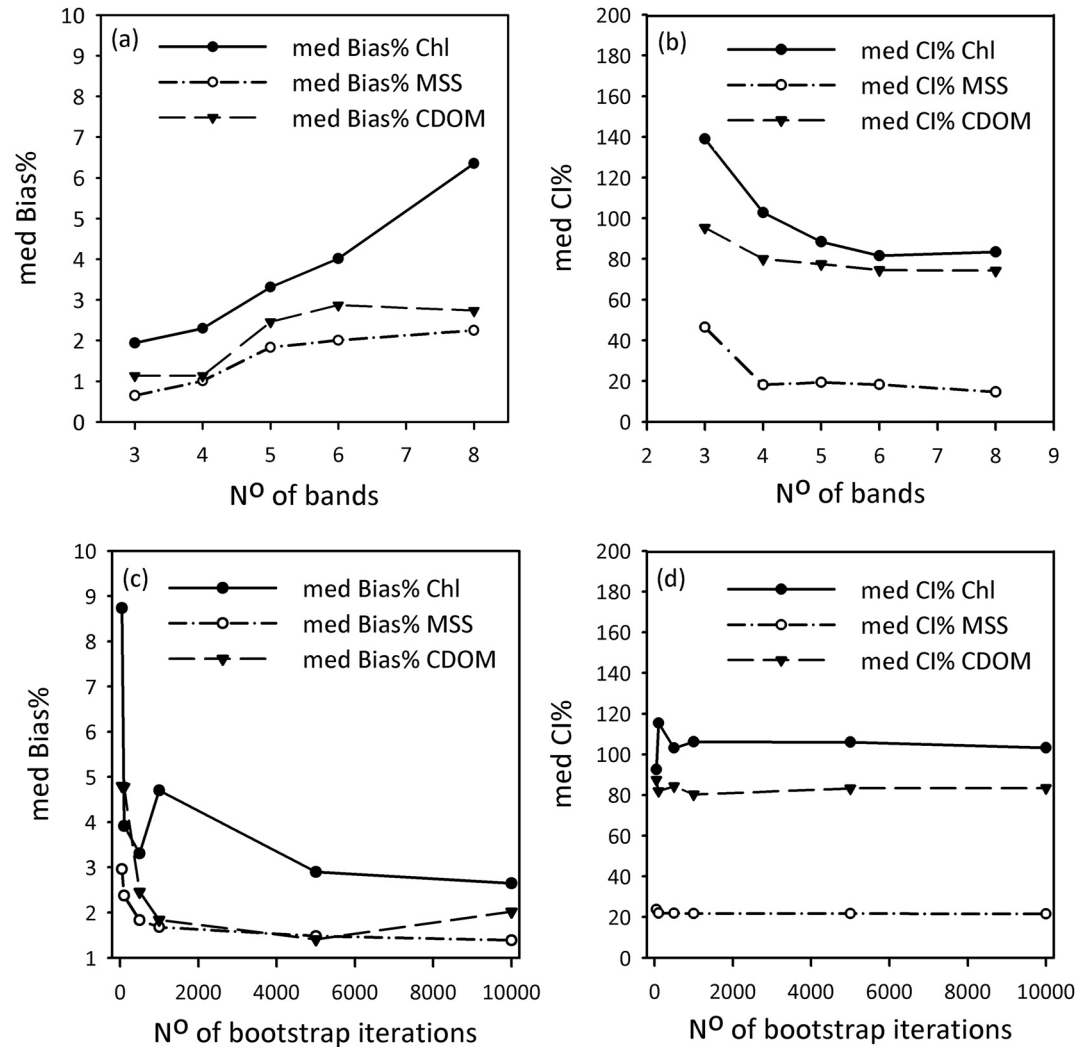 (a)
med Bias% Chl
med Bias% MSS
med Bias% CDOM
10
9
8
7
6
5
4
3
2
1
0
med Bias%
3 4 5 6 7 8
Nº of bands
(b)
med CI% Chl
med CI% MSS
med CI% CDOM
200
180
160
140
120
100
80
60
40
20
0
med CI%
2 3 4 5 6 7 8 9
Nº of bands
(c)
med Bias% Chl
med Bias% MSS
med Bias% CDOM
10
9
8
7
6
5
4
3
2
1
med Bias%
0 2000 4000 6000 8000 10000
Nº of bootstrap iterations
(d)
med CI% Chl
med CI% MSS
med CI% CDOM
200
180
160
140
120
100
80
60
40
20
0
med CI%
0 2000 4000 6000 8000 10000
Nº of bootstrap iterations